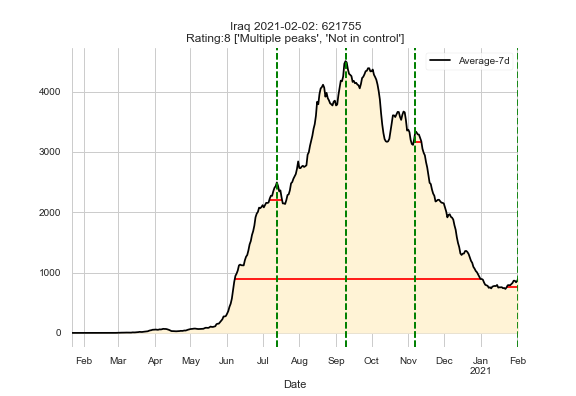 Iraq 2021-02-02: 621755
Rating:8 ['Multiple peaks', 'Not in control']
Average-7d
4000
3000
2000
1000
0
Feb Mar Apr May Jun Jul Aug Sep Oct Nov Dec Jan Feb
2021
Date